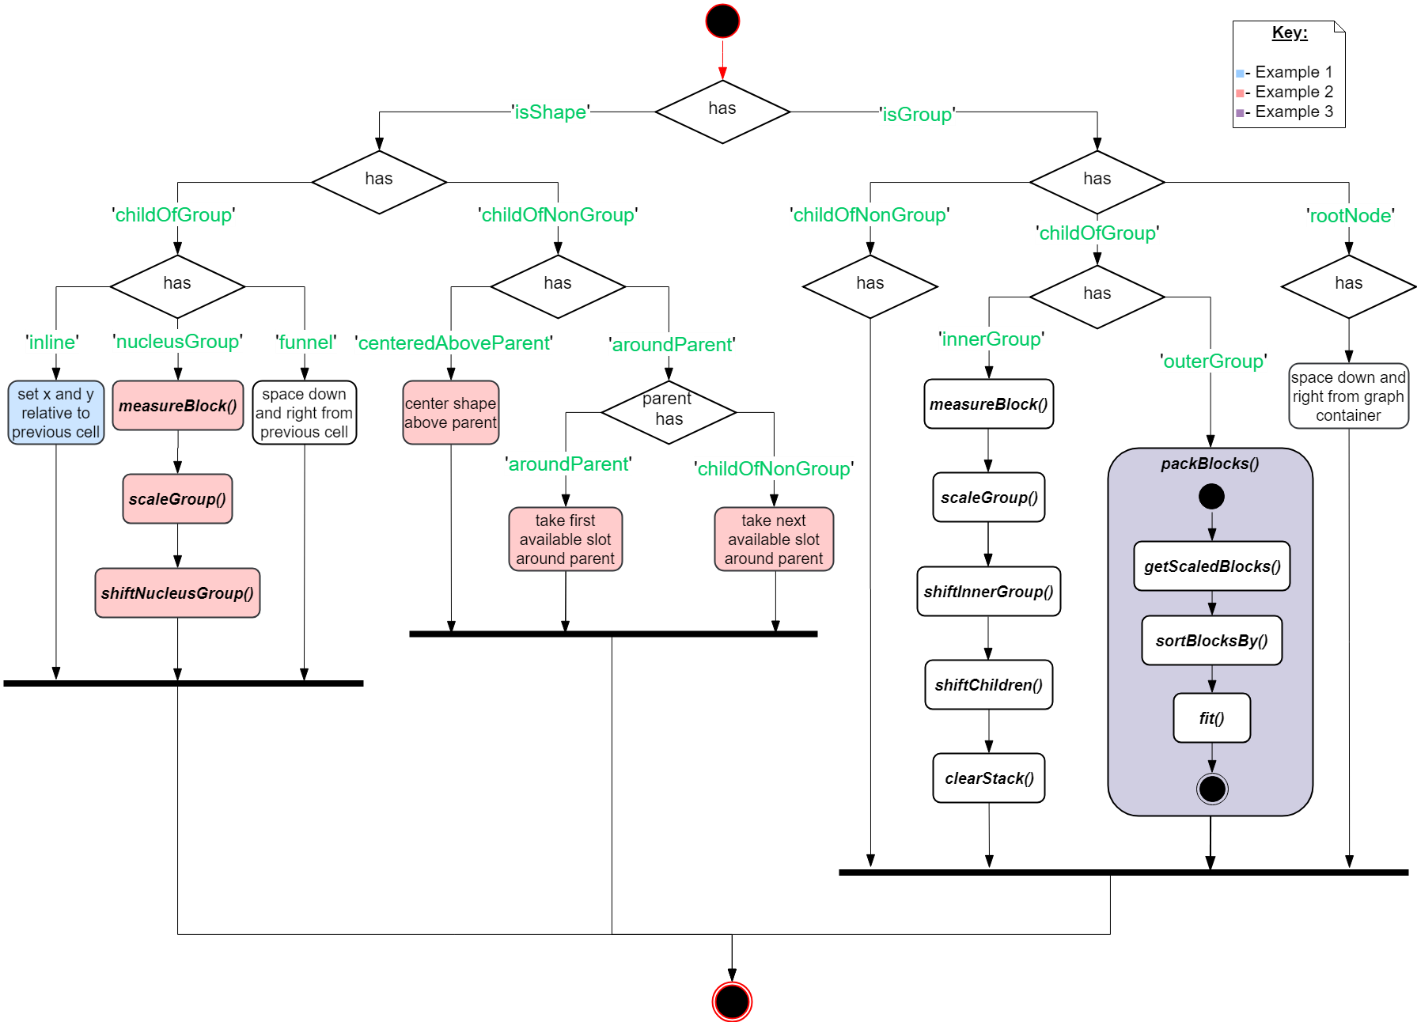 Key:
- Example 1
- Example 2
- Example 3
has
'isShape'
'isGroup'
has
has
'childOfGroup'
'childOfNonGroup'
'childOfNonGroup'
'childOfGroup'
'rootNode'
has
has
has
has
has
'inline'
'nucleusGroup'
'funnel'
'centeredAboveParent'
'aroundParent'
'innerGroup'
'outerGroup'
set x and y
relative to
previous cell
measureBlock()
space down
and right from
previous cell
center shape
above parent
parent
has
measureBlock()
space down and
right from graph
container
'aroundParent'
'childOfNonGroup'
packBlocks()
scaleGroup()
take first
available slot
around parent
take next
available slot
around parent
scaleGroup()
getScaledBlocks()
shiftNucleusGroup()
shiftInnerGroup()
sortBlocksBy()
shiftChildren()
fit()
clearStack()